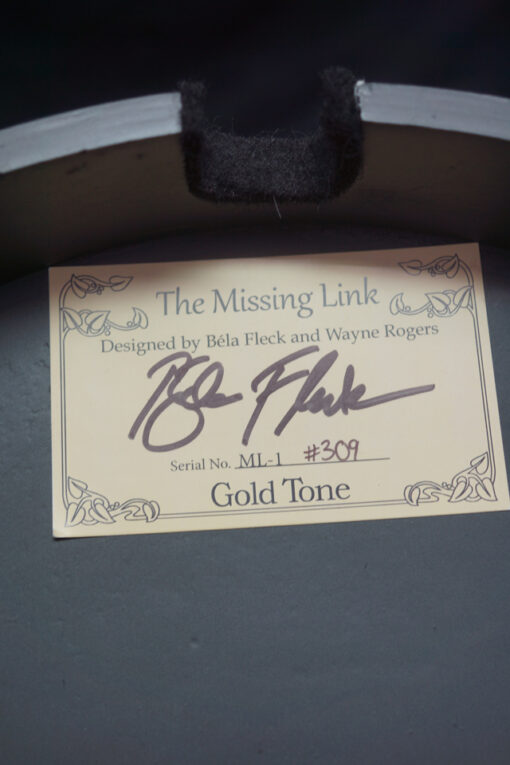 The Missing Link
Designed by Béla Fleck and Wayne Rogers
Béla Fleck
Serial No. ML-1 #309
Gold Tone